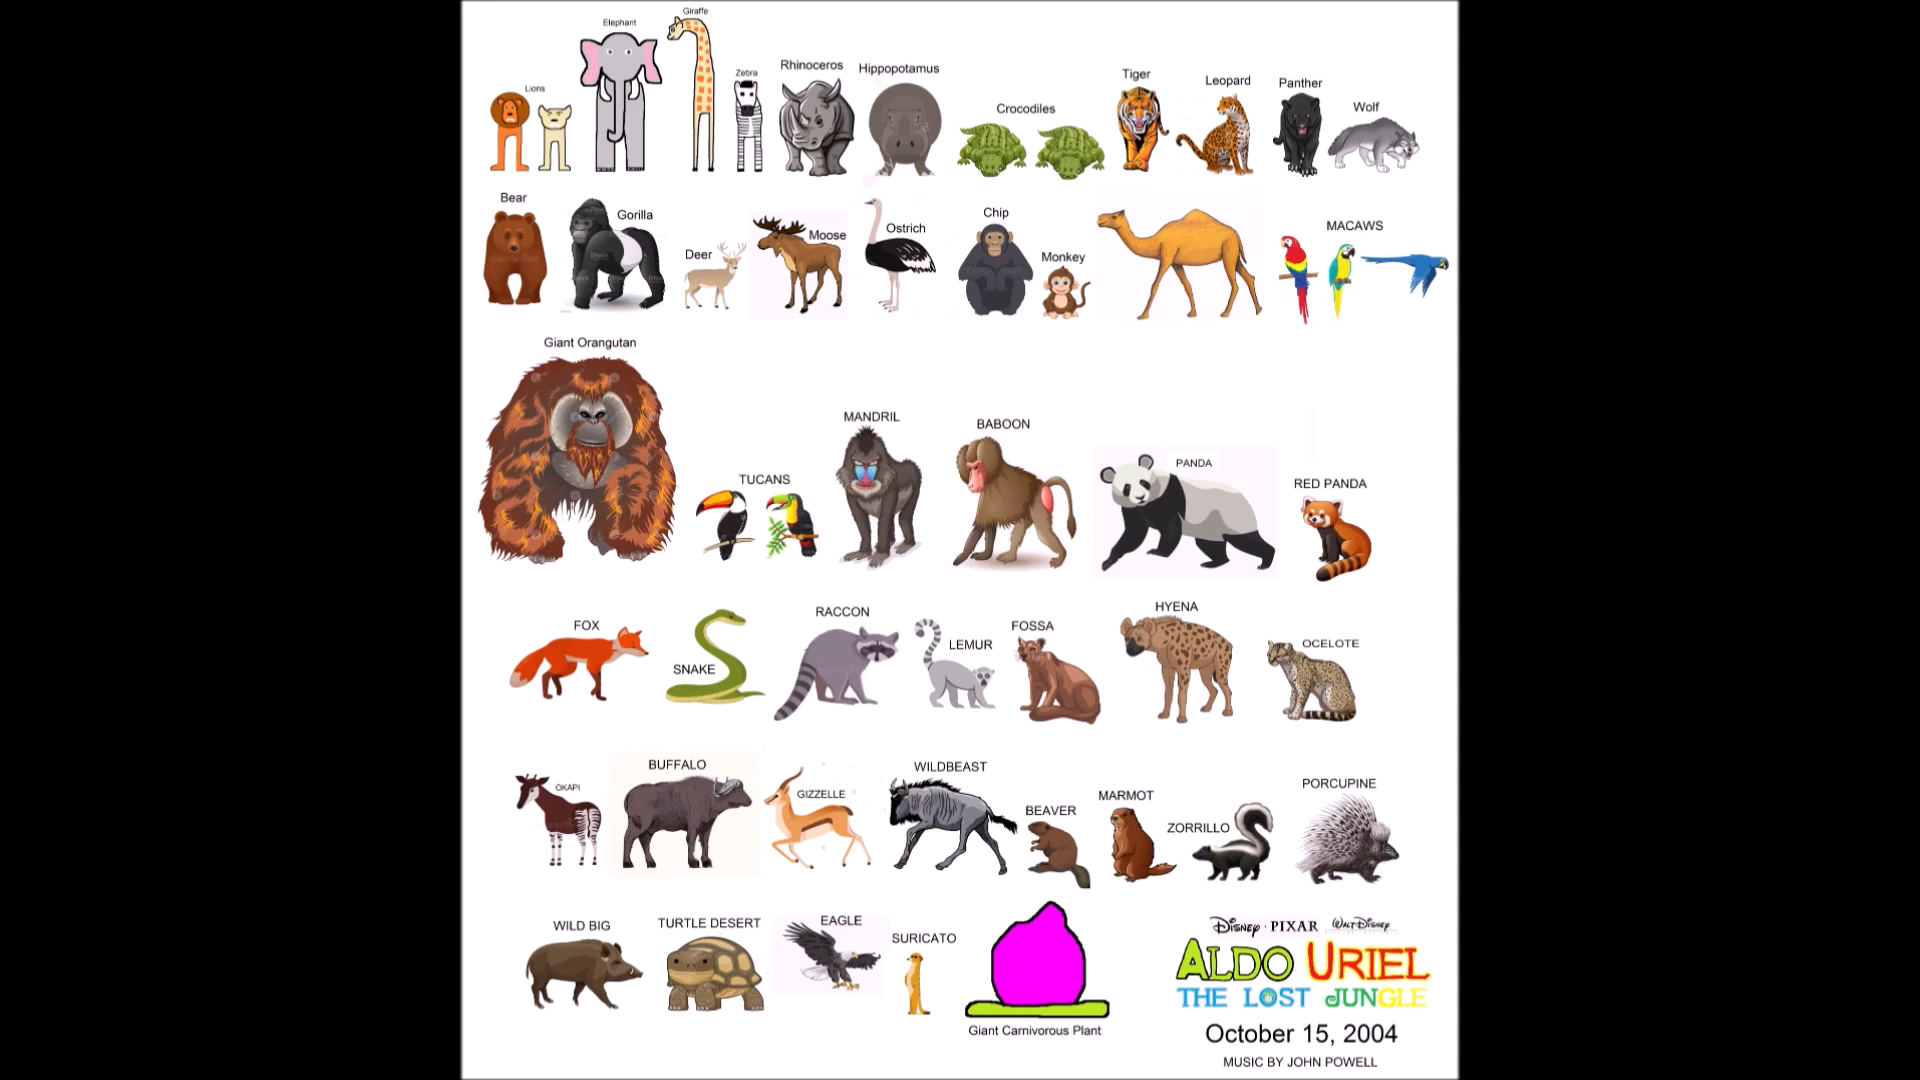 Lions
Elephant
Giraffe
Zebra
Rhinoceros
Hippopotamus
Crocodiles
Tiger
Leopard
Panther
Wolf
Bear
Gorilla
Deer
Moose
Ostrich
Chip
Monkey
MACAWS
Giant Orangutan
TUCANS
MANDRIL
BABOON
PANDA
RED PANDA
FOX
SNAKE
RACCON
LEMUR
FOSSA
HYENA
OCELOTE
OKAPI
BUFFALO
GIZZELLE
WILDBEAST
BEAVER
MARMOT
ZORRILLO
PORCUPINE
WILD BIG
TURTLE DESERT
EAGLE
SURICATO
Giant Carnivorous Plant
DISNEY · PIXAR WALT DISNEY
ALDO URIEL
THE LOST JUNGLE
October 15, 2004
MUSIC BY JOHN POWELL